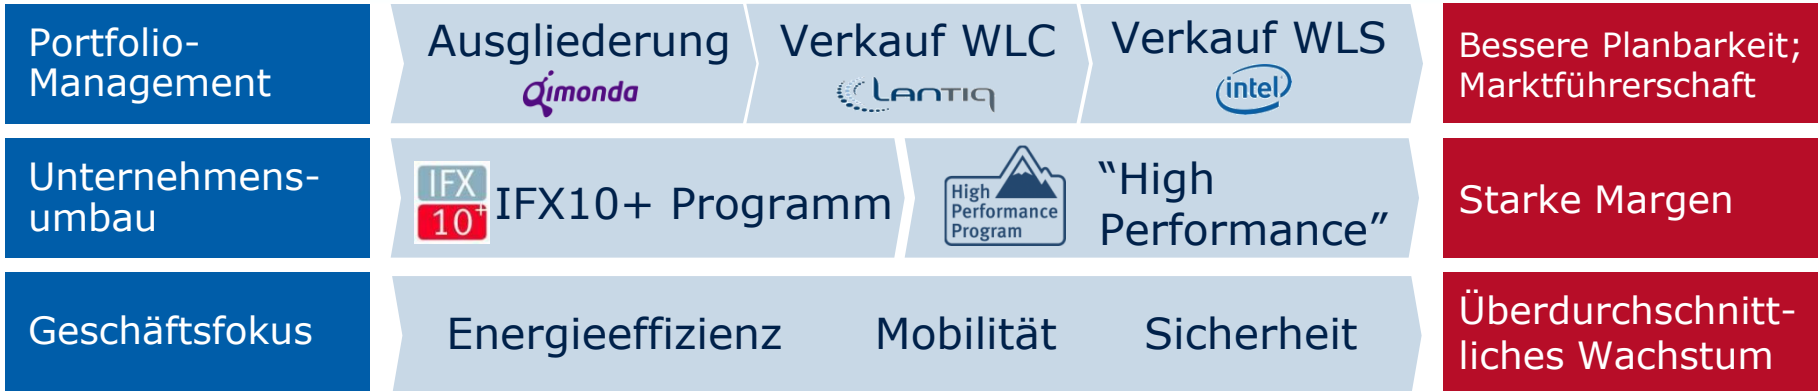 Portfolio-
Management
Ausgliederung
Qimonda
Verkauf WLC
Lantiq
Verkauf WLS
intel
Bessere Planbarkeit;
Marktführerschaft
Unternehmens-
umbau
IFX
10+
IFX10+ Programm
High
Performance
Program
“High
Performance”
Starke Margen
Geschäftsfokus
Energieeffizienz Mobilität Sicherheit
Überdurchschnitt-
liches Wachstum